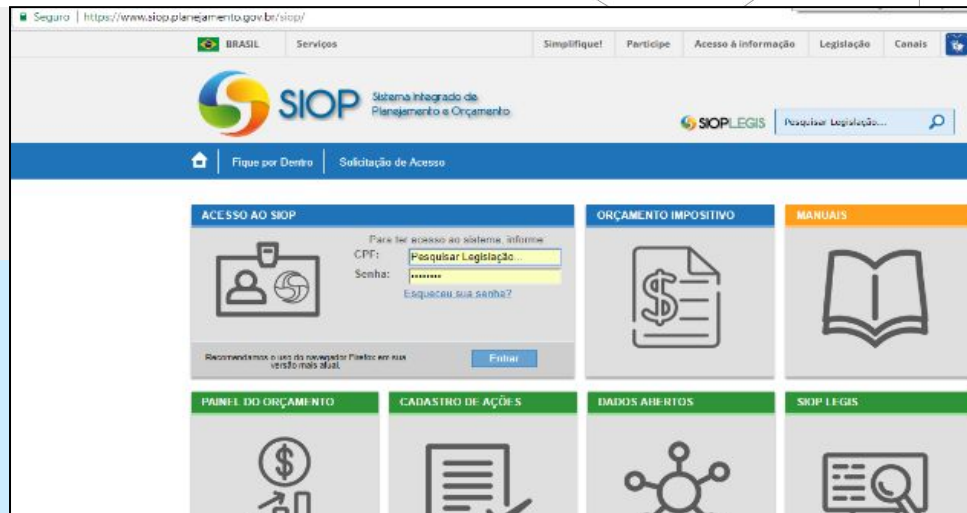 Seguro | https://www.siop.planejamento.gov.br/siop/
BRASIL Serviços Simplifique! Participe Acesso à informação Legislação Canais
SIOP Sistema Integrado de
Planejamento e Orçamento
SIOPLEGIS Pesquisar Legislação...
Fique por Dentro Solicitação de Acesso
ACESSO AO SIOP ORÇAMENTO IMPOSITIVO MANUAIS
Para ter acesso ao sistema, informe
CPF: Pesquisar Legislação...
Senha: ••••••••
Esqueceu sua senha?
Recomendamos o uso do navegador Firefox em sua
versão mais atual.
Entrar
PAINEL DO ORÇAMENTO CADASTRO DE AÇÕES DADOS ABERTOS SIOP LEGIS